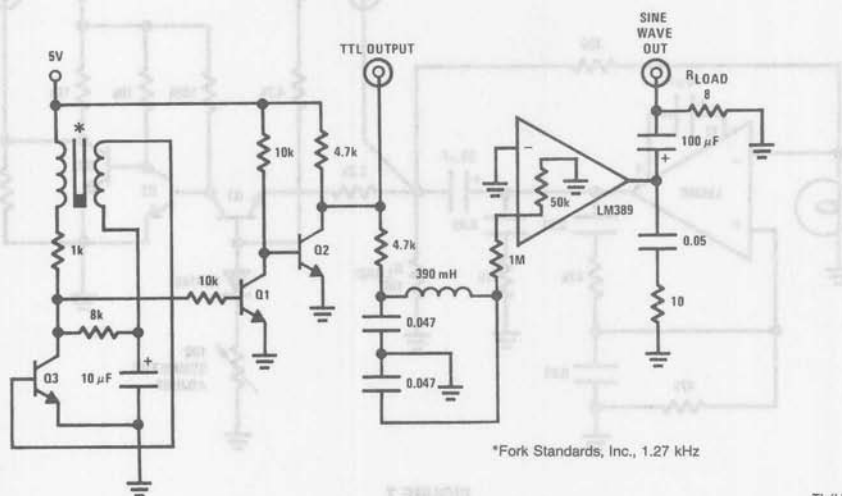 SINE
WAVE
OUT
TTL OUTPUT
5V
RLOAD
8
*
10k
4.7k
100 µF
+
−
50k
LM389
1k
Q2
4.7k
1M
0.05
390 mH
10k
Q1
8k
0.047
10
+
Q3
10 µF
0.047
*Fork Standards, Inc., 1.27 kHz